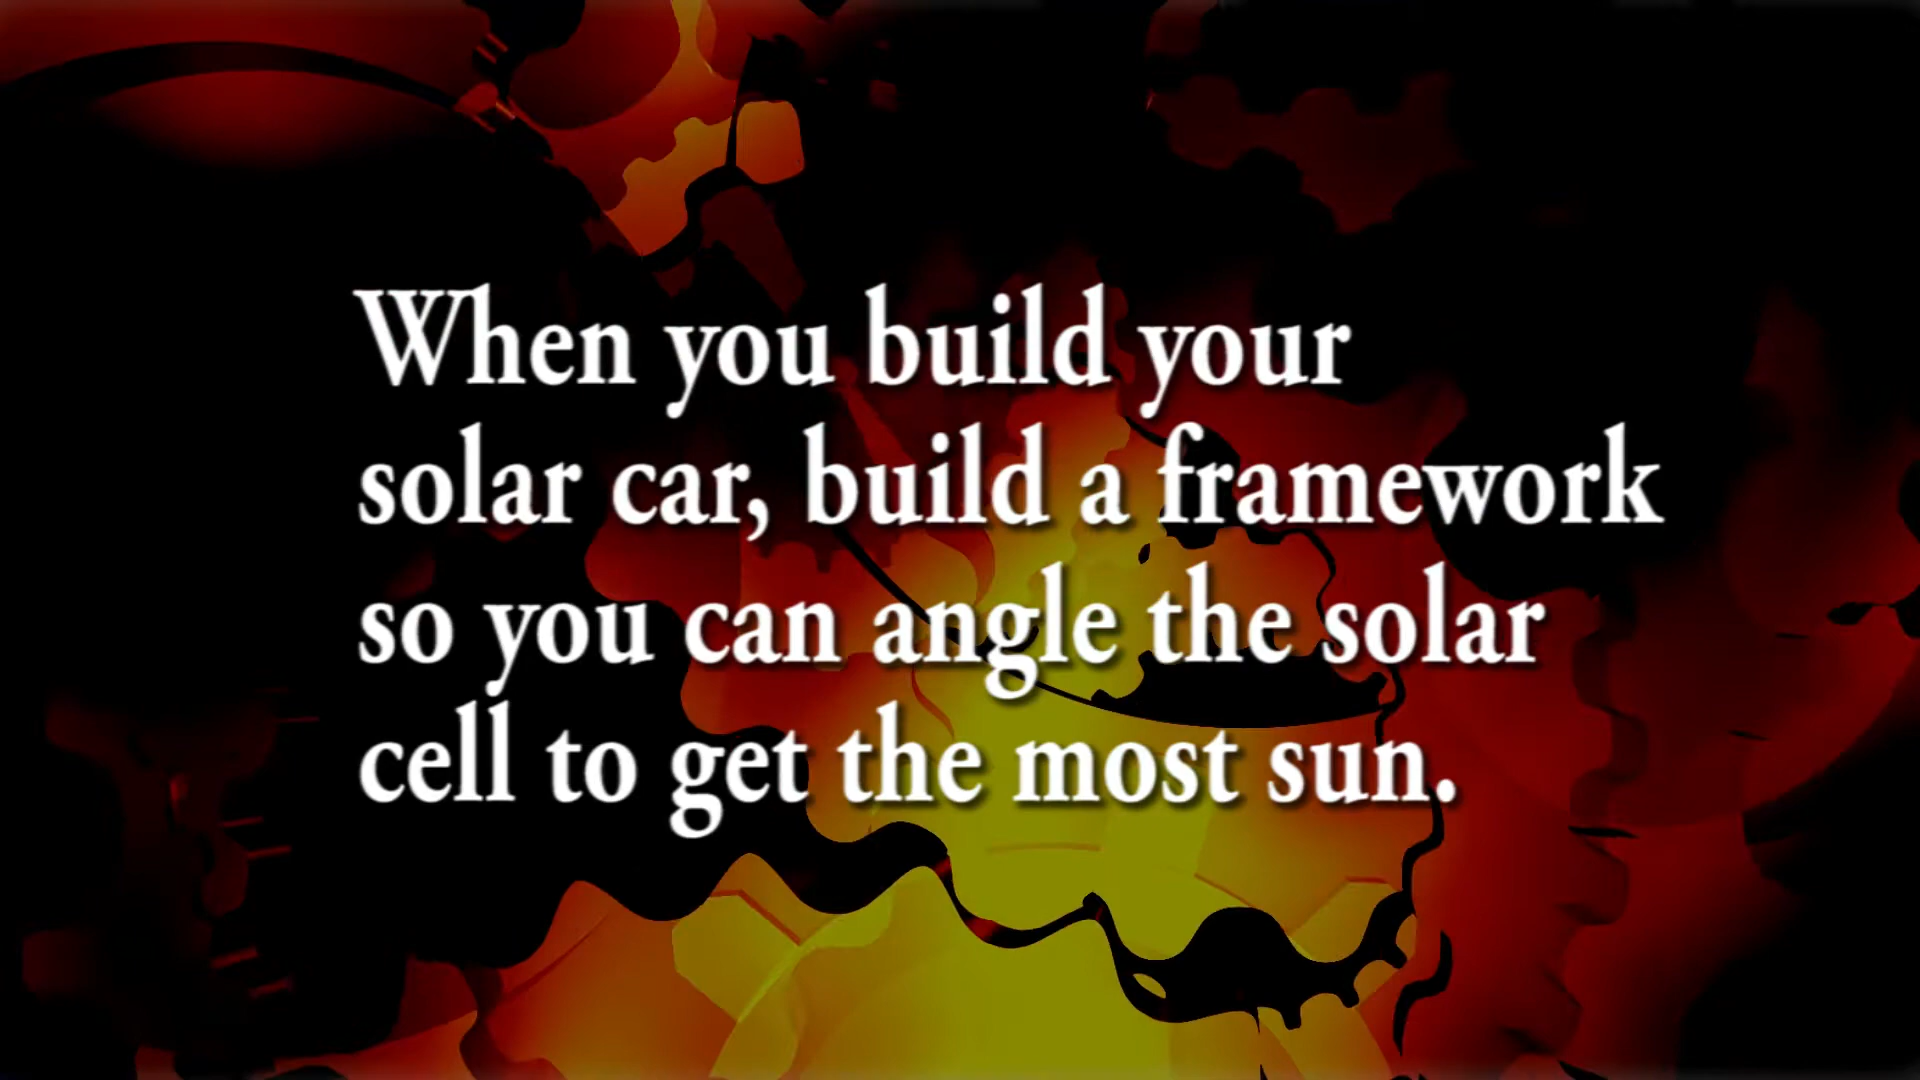 When you build your
solar car, build a framework
so you can angle the solar
cell to get the most sun.